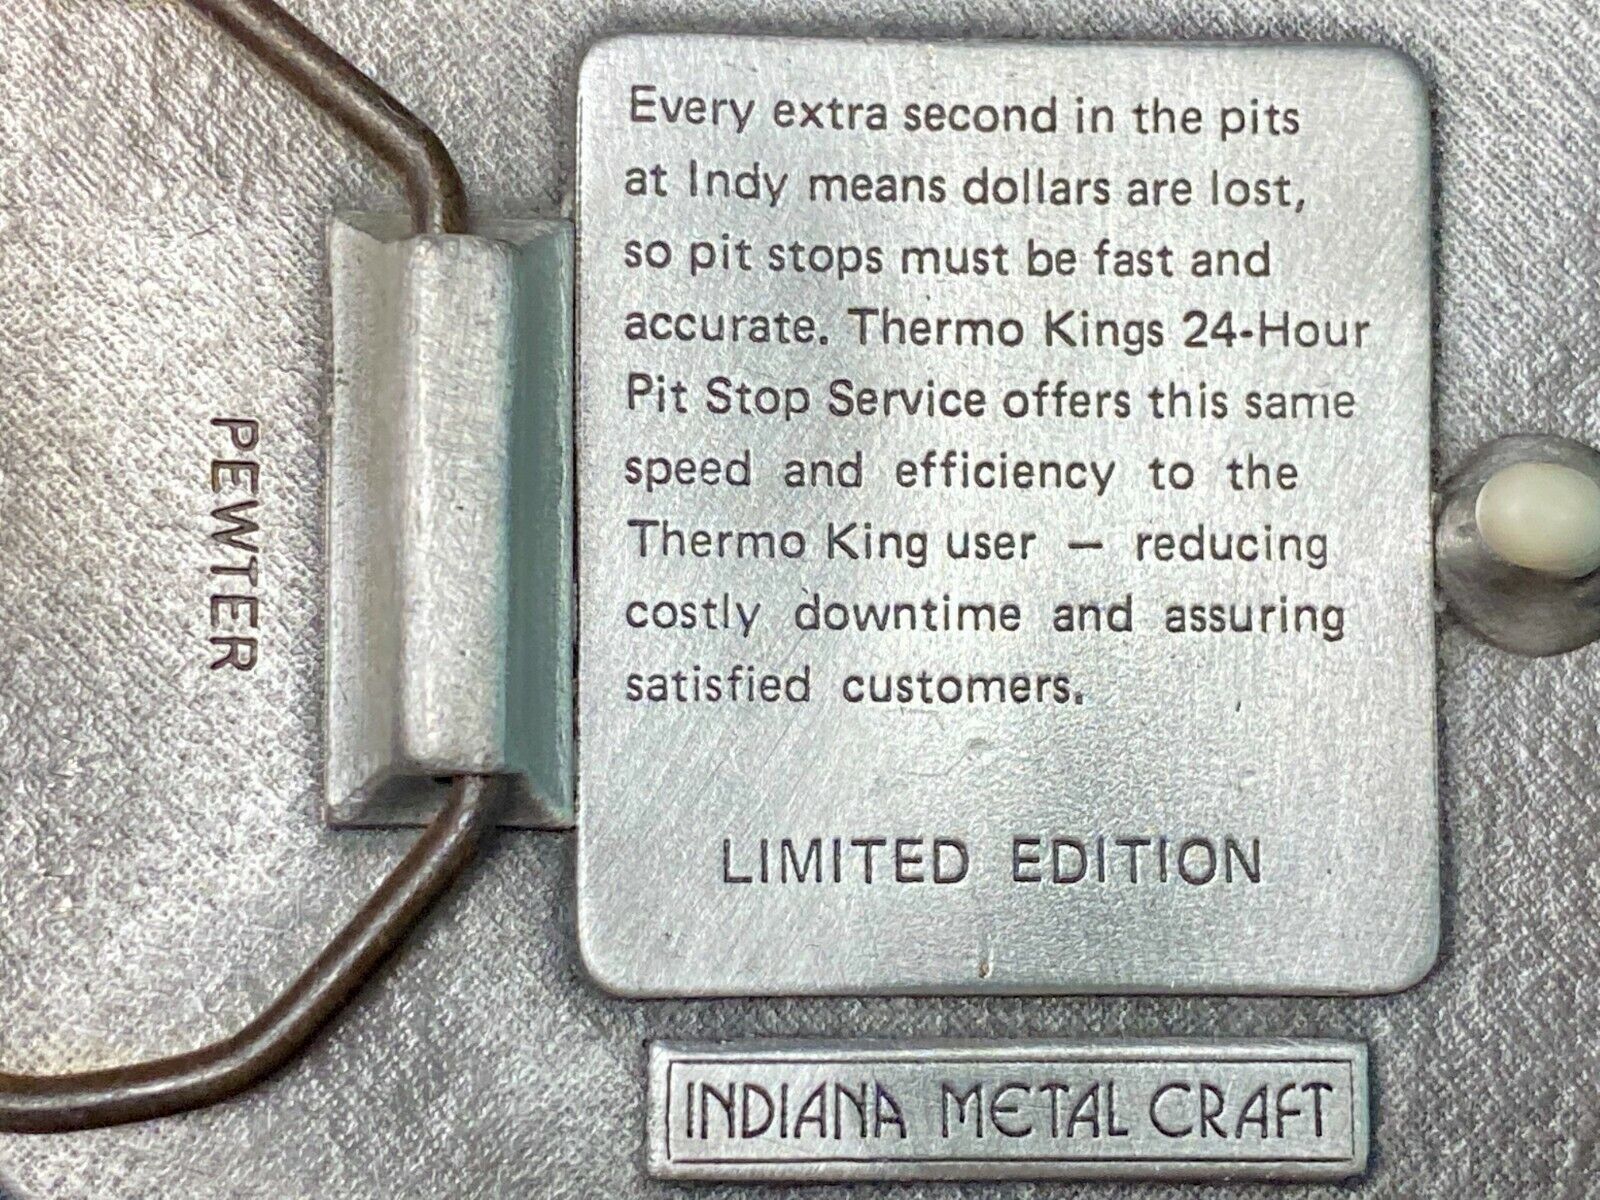 Every extra second in the pits
at Indy means dollars are lost,
so pit stops must be fast and
accurate. Thermo Kings 24-Hour
Pit Stop Service offers this same
speed and efficiency to the
Thermo King user — reducing
costly downtime and assuring
satisfied customers.
LIMITED EDITION
INDIANA METAL CRAFT
PEWTER